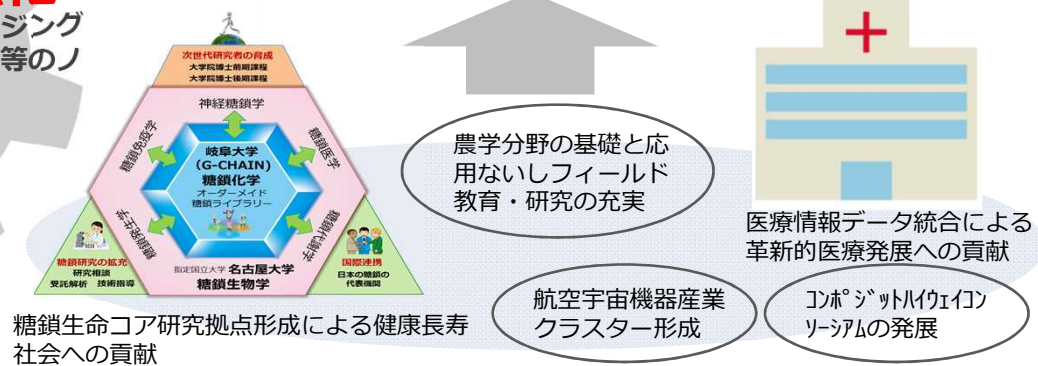 ジング
等のノ
次世代研究者の育成
大学院博士前期課程
大学院博士後期課程
神経糖鎖学
糖鎖免疫学
糖鎖医学
岐阜大学
(G-CHAIN)
糖鎖化学
オーダーメイド
糖鎖ライブラリー
糖鎖発生学
糖鎖代謝学
糖鎖研究の拡充
研究相談
受託解析 技術指導
指定国立大学 名古屋大学
糖鎖生物学
国際連携
日本の糖鎖の
代表機関
糖鎖生命コア研究拠点形成による健康長寿
社会への貢献
農学分野の基礎と応
用ないしフィールド
教育・研究の充実
医療情報データ統合による
革新的医療発展への貢献
航空宇宙機器産業
クラスター形成
ｺﾝﾎﾟｼﾞｯﾄﾊｲｳｪｲｺﾝ
ｿｰｼｱﾑの発展